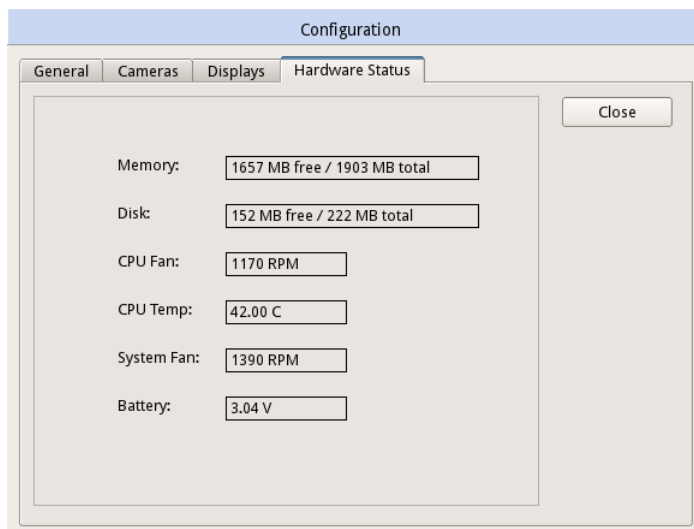 Configuration
General Cameras Displays Hardware Status
Close
Memory: 1657 MB free / 1903 MB total
Disk: 152 MB free / 222 MB total
CPU Fan: 1170 RPM
CPU Temp: 42.00 C
System Fan: 1390 RPM
Battery: 3.04 V